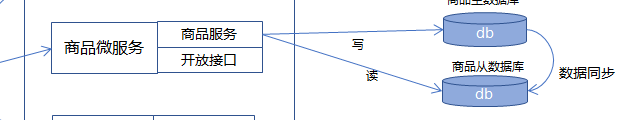 商品主数据库
商品服务
商品微服务
写
db
开放接口
商品从数据库
读
数据同步
db